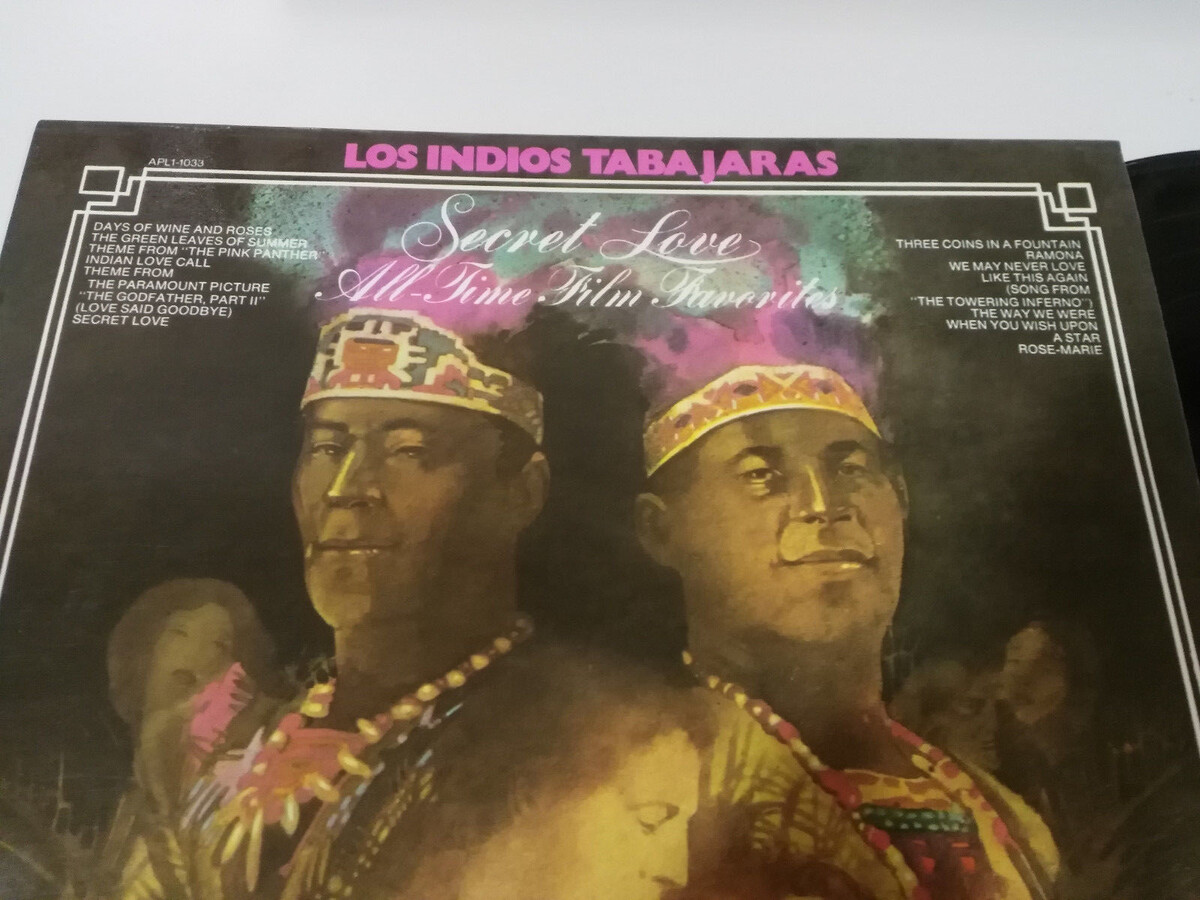 APL1-1033
LOS INDIOS TABAJARAS
Secret Love
All-Time Film Favorites
DAYS OF WINE AND ROSES
THE GREEN LEAVES OF SUMMER
THEME FROM "THE PINK PANTHER"
INDIAN LOVE CALL
THEME FROM
THE PARAMOUNT PICTURE
"THE GODFATHER, PART II"
(LOVE SAID GOODBYE)
SECRET LOVE
THREE COINS IN A FOUNTAIN
RAMONA
WE MAY NEVER LOVE
LIKE THIS AGAIN
(SONG FROM
"THE TOWERING INFERNO")
THE WAY WE WERE
WHEN YOU WISH UPON
A STAR
ROSE-MARIE